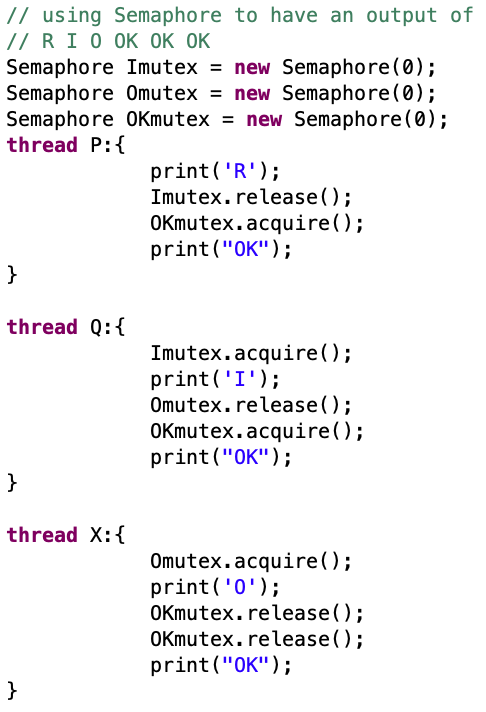 // using Semaphore to have an output of
// R I O OK OK OK
Semaphore Imutex = new Semaphore(0);
Semaphore Omutex = new Semaphore(0);
Semaphore OKmutex = new Semaphore(0);
thread P:{
            print('R');
            Imutex.release();
            OKmutex.acquire();
            print("OK");
}

thread Q:{
            Imutex.acquire();
            print('I');
            Omutex.release();
            OKmutex.acquire();
            print("OK");
}

thread X:{
            Omutex.acquire();
            print('O');
            OKmutex.release();
            OKmutex.release();
            print("OK");
}